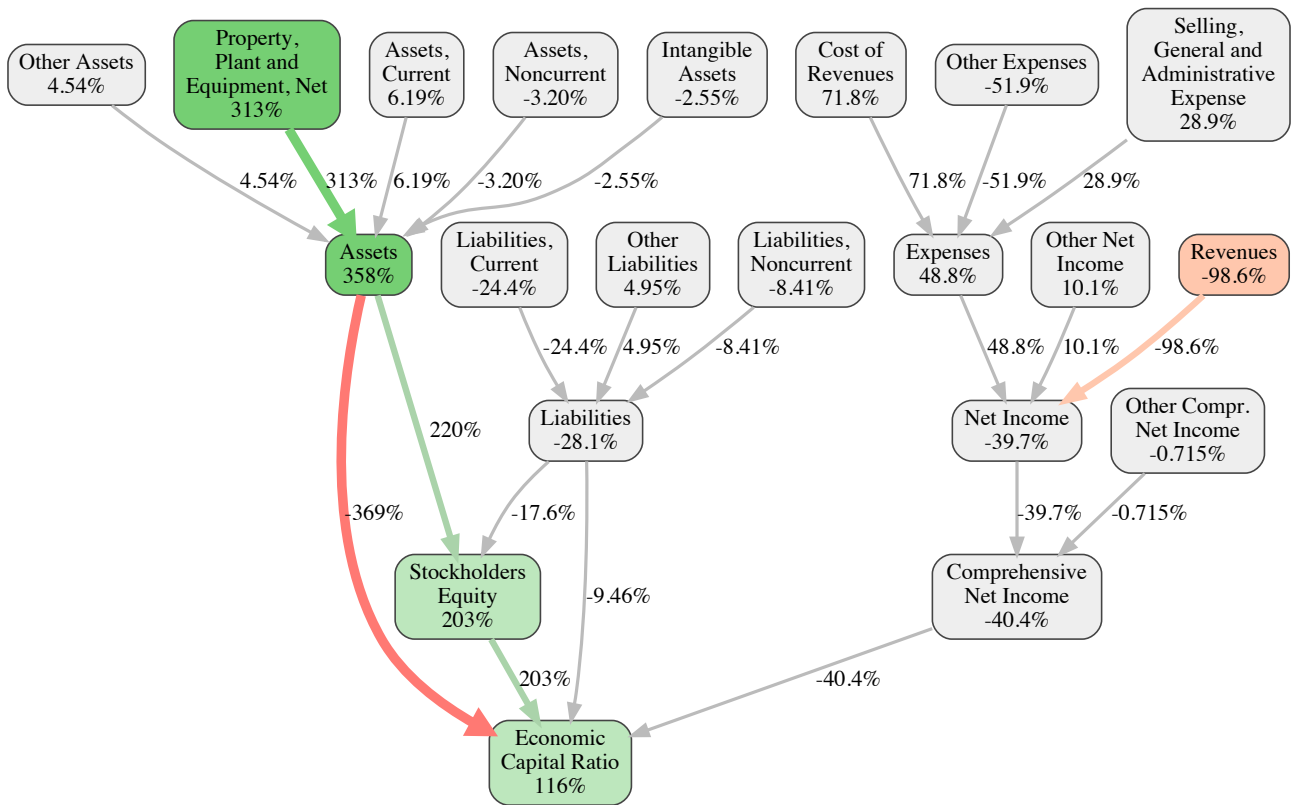 Other Assets
4.54%
Property,
Plant and
Equipment, Net
313%
Assets,
Current
6.19%
Assets,
Noncurrent
-3.20%
Intangible
Assets
-2.55%
Cost of
Revenues
71.8%
Other Expenses
-51.9%
Selling,
General and
Administrative
Expense
28.9%
4.54%
313%
6.19%
-3.20%
-2.55%
71.8%
-51.9%
28.9%
Assets
358%
Liabilities,
Current
-24.4%
Other
Liabilities
4.95%
Liabilities,
Noncurrent
-8.41%
Expenses
48.8%
Other Net
Income
10.1%
Revenues
-98.6%
-24.4%
4.95%
-8.41%
48.8%
10.1%
-98.6%
220%
Liabilities
-28.1%
Net Income
-39.7%
Other Compr.
Net Income
-0.715%
-369%
-17.6%
-39.7%
-0.715%
Stockholders
Equity
203%
-9.46%
Comprehensive
Net Income
-40.4%
203%
-40.4%
Economic
Capital Ratio
116%